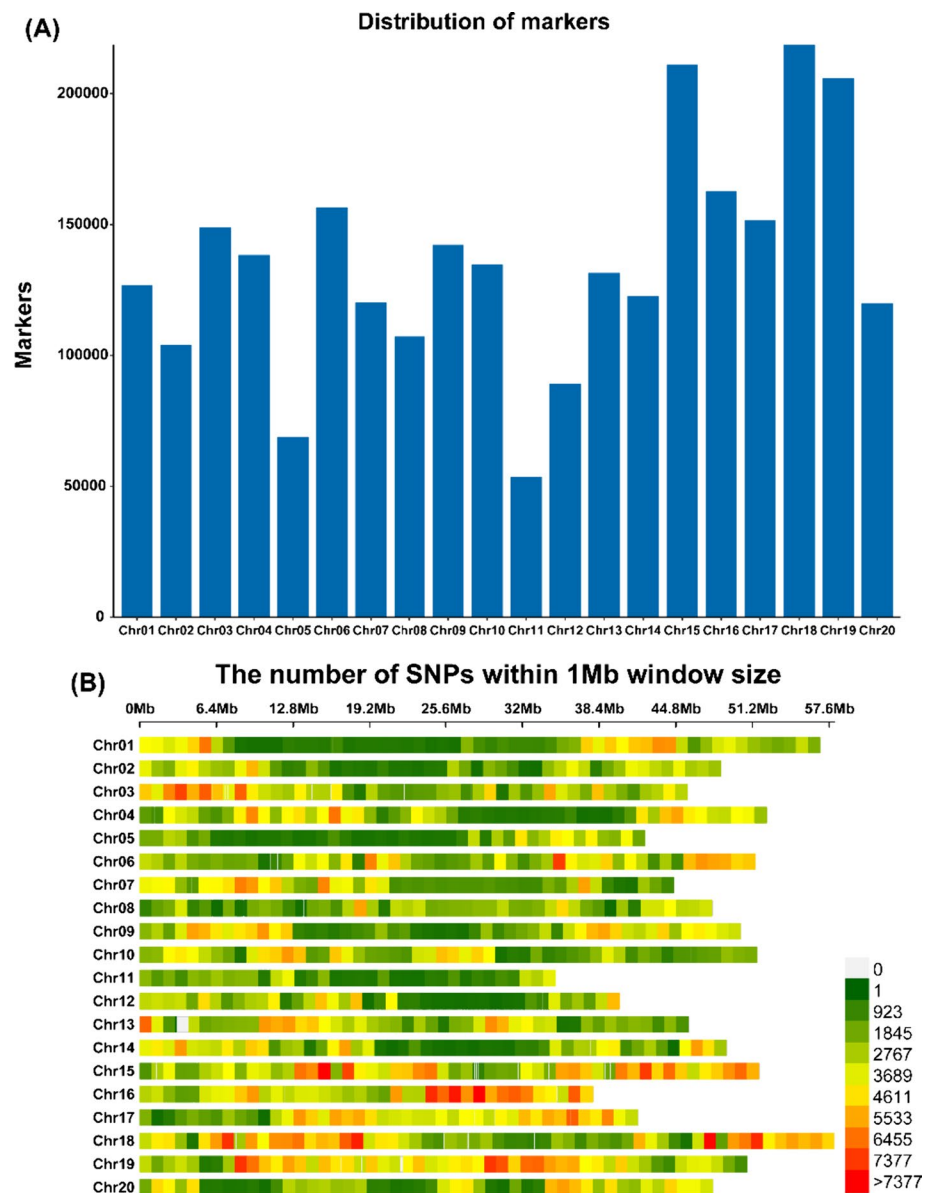 (A)
Distribution of markers
Markers
200000
150000
100000
50000
0
Chr01 Chr02 Chr03 Chr04 Chr05 Chr06 Chr07 Chr08 Chr09 Chr10 Chr11 Chr12 Chr13 Chr14 Chr15 Chr16 Chr17 Chr18 Chr19 Chr20
(B)
The number of SNPs within 1Mb window size
0Mb 6.4Mb 12.8Mb 19.2Mb 25.6Mb 32Mb 38.4Mb 44.8Mb 51.2Mb 57.6Mb
Chr01
Chr02
Chr03
Chr04
Chr05
Chr06
Chr07
Chr08
Chr09
Chr10
Chr11
Chr12
Chr13
Chr14
Chr15
Chr16
Chr17
Chr18
Chr19
Chr20
0
1
923
1845
2767
3689
4611
5533
6455
7377
>7377